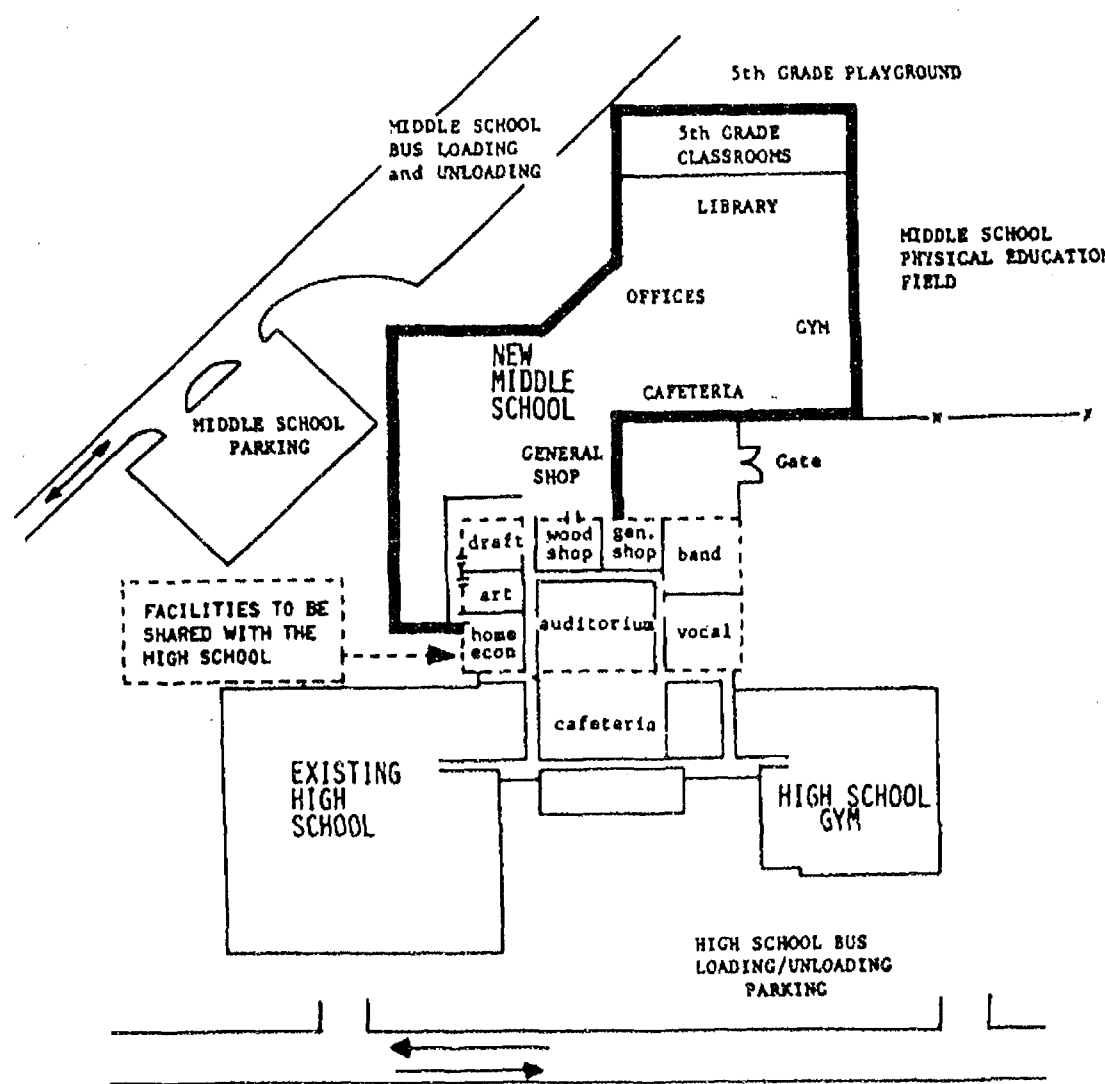 5th GRADE PLAYGROUND
MIDDLE SCHOOL
BUS LOADING
and UNLOADING
5th GRADE
CLASSROOMS
LIBRARY
MIDDLE SCHOOL
PHYSICAL EDUCATION
FIELD
OFFICES
GYM
NEW
MIDDLE
SCHOOL
CAFETERIA
MIDDLE SCHOOL
PARKING
GENERAL
SHOP
Gate
draft
wood
shop
gen.
shop
band
art
auditorium
vocal
home
econ
FACILITIES TO BE
SHARED WITH THE
HIGH SCHOOL
cafeteria
EXISTING
HIGH
SCHOOL
HIGH SCHOOL
GYM
HIGH SCHOOL BUS
LOADING/UNLOADING
PARKING